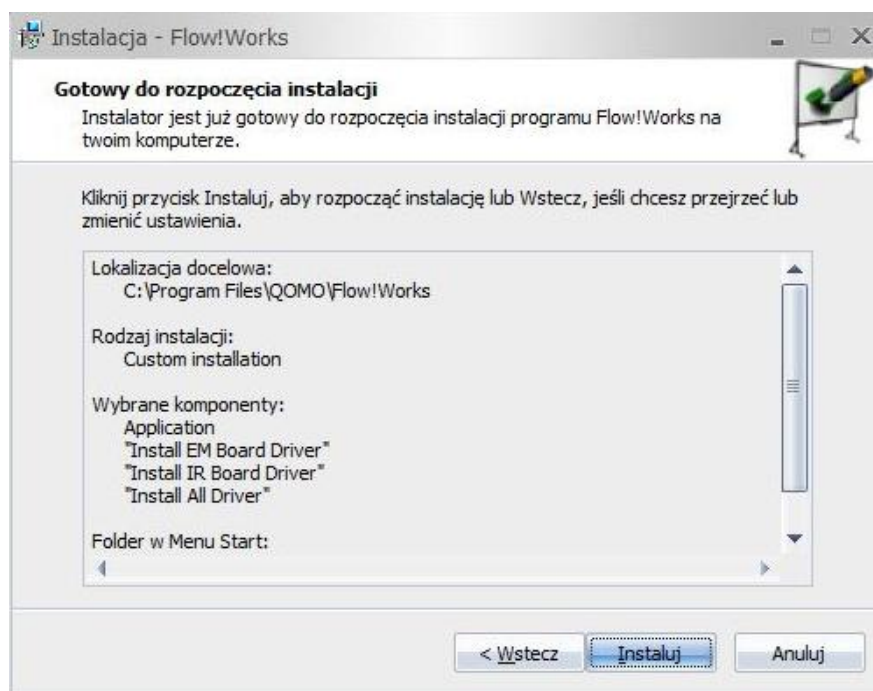 Instalacja - Flow!Works
Gotowy do rozpoczęcia instalacji
Instalator jest już gotowy do rozpoczęcia instalacji programu Flow!Works na
twoim komputerze.
Kliknij przycisk Instaluj, aby rozpocząć instalację lub Wstecz, jeśli chcesz przejrzeć lub
zmienić ustawienia.
Lokalizacja docelowa:
C:\Program Files\QOMO\Flow!Works
Rodzaj instalacji:
Custom installation
Wybrane komponenty:
Application
"Install EM Board Driver"
"Install IR Board Driver"
"Install All Driver"
Folder w Menu Start:
< Wstecz Instaluj Anuluj